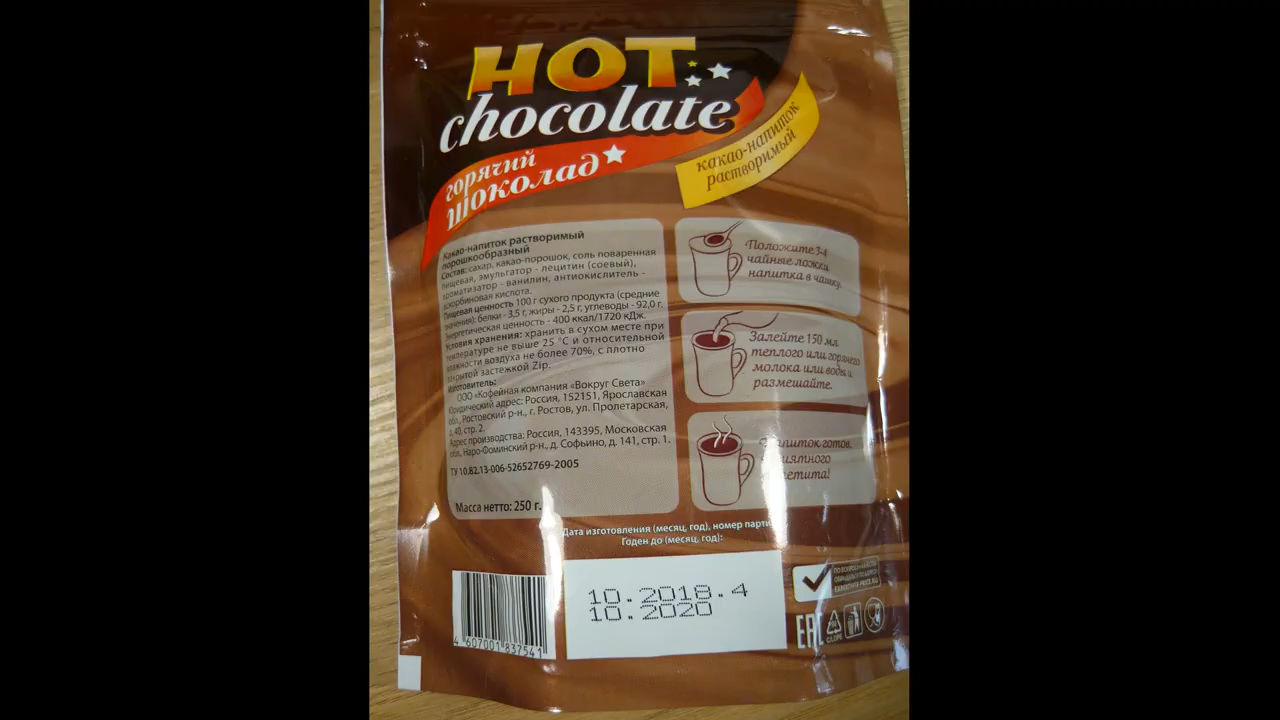 HOT
chocolate
горячий
шоколад
какао-напиток
растворимый
Какао-напиток растворимый
порошкообразный
Состав: сахар, какао-порошок, соль поваренная
пищевая, эмульгатор - лецитин (соевый),
ароматизатор - ванилин, антиокислитель -
аскорбиновая кислота.
Пищевая ценность 100 г сухого продукта (средние
значения): белки - 3,5 г, жиры - 2,5 г, углеводы - 92,0 г.
Энергетическая ценность - 400 ккал/1720 кДж.
Условия хранения: хранить в сухом месте при
температуре не выше 25 °С и относительной
влажности воздуха не более 70%, с плотно
закрытой застежкой Zip.
Изготовитель:
ООО «Кофейная компания «Вокруг Света»
Юридический адрес: Россия, 152151, Ярославская
обл., Ростовский р-н., г. Ростов, ул. Пролетарская,
д.40, стр. 2.
Адрес производства: Россия, 143395, Московская
обл., Наро-Фоминский р-н., д. Софьино, д. 141, стр. 1.
ТУ 10.82.13-006-52652769-2005
Масса нетто: 250 г.
Положите 3-4
чайные ложки
напитка в чашку.
Залейте 150 мл.
теплого или горячего
молока или воды и
размешайте.
Напиток готов.
Приятного
аппетита!
Дата изготовления (месяц, год), номер партии
Годен до (месяц, год):
10.2018.4
10.2020
4 607001 837541
EAC